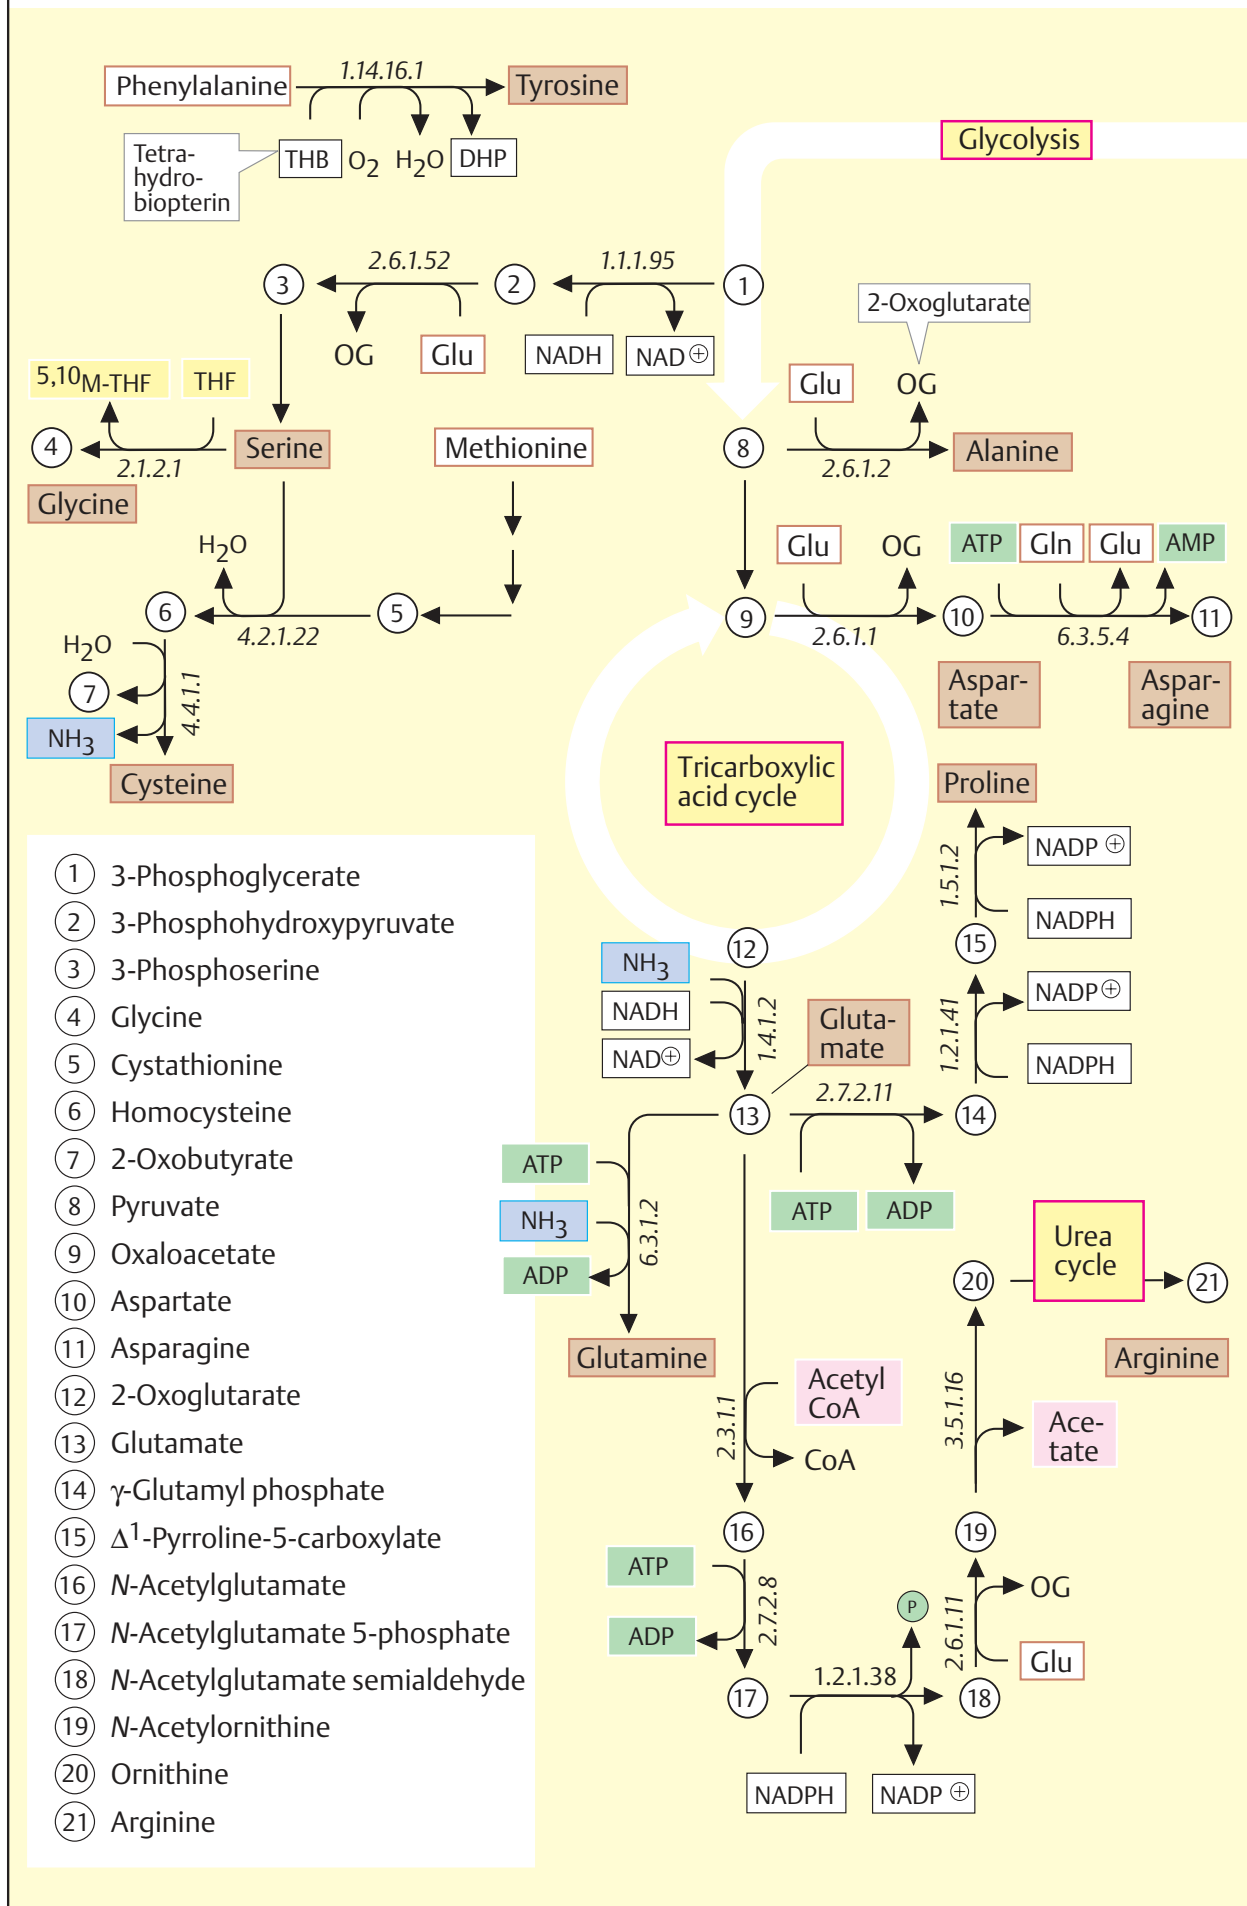 1.14.16.1
Phenylalanine
Tyrosine
Glycolysis
Tetra-
hydro-
biopterin
THB
O2
H2O
DHP
2.6.1.52
1.1.1.95
3
2
1
2-Oxoglutarate
OG
Glu
NADH
NAD⊕
Glu
OG
5,10M-THF
THF
4
2.1.2.1
Serine
Methionine
8
2.6.1.2
Alanine
Glycine
H2O
Glu
OG
ATP
Gln
Glu
AMP
6
4.2.1.22
5
9
2.6.1.1
10
6.3.5.4
11
H2O
7
NH3
4.4.1.1
Cysteine
Aspar-
tate
Aspar-
agine
Tricarboxylic
acid cycle
Proline
NADP⊕
1.5.1.2
NADPH
15
12
NH3
NADH
NAD⊕
1.4.1.2
Gluta-
mate
NADP⊕
1.2.1.41
NADPH
13
2.7.2.11
14
ATP
NH3
ADP
6.3.1.2
ATP
ADP
Urea
cycle
20
21
Glutamine
Arginine
Acetyl
CoA
2.3.1.1
CoA
3.5.1.16
Ace-
tate
16
19
ATP
ADP
2.7.2.8
P
OG
2.6.1.11
Glu
17
1.2.1.38
18
NADPH
NADP⊕
1 3-Phosphoglycerate
2 3-Phosphohydroxypyruvate
3 3-Phosphoserine
4 Glycine
5 Cystathionine
6 Homocysteine
7 2-Oxobutyrate
8 Pyruvate
9 Oxaloacetate
10 Aspartate
11 Asparagine
12 2-Oxoglutarate
13 Glutamate
14 γ-Glutamyl phosphate
15 Δ1-Pyrroline-5-carboxylate
16 N-Acetylglutamate
17 N-Acetylglutamate 5-phosphate
18 N-Acetylglutamate semialdehyde
19 N-Acetylornithine
20 Ornithine
21 Arginine